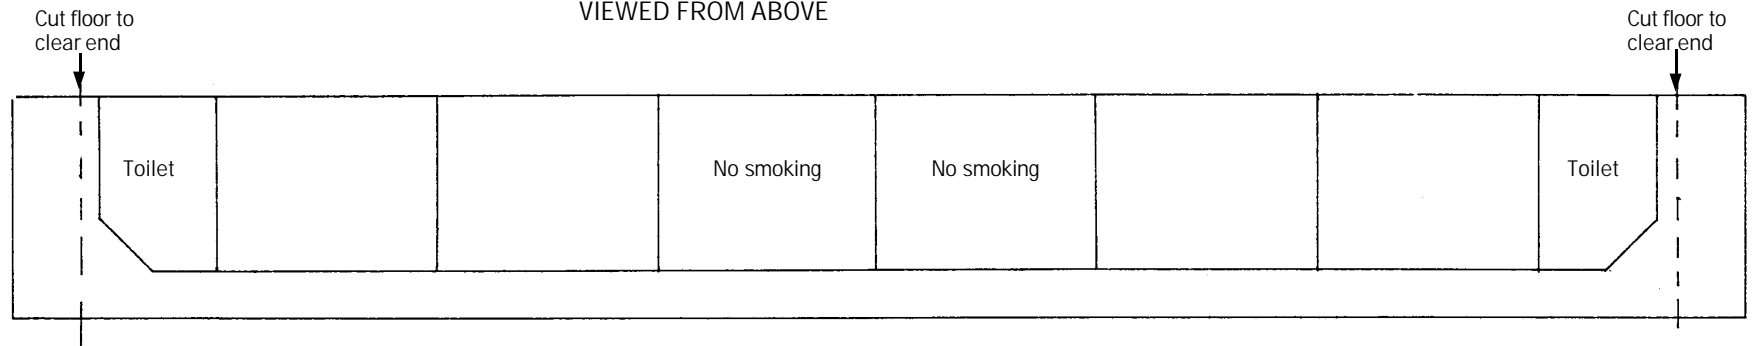 VIEWED FROM ABOVE
Cut floor to
clear end
Cut floor to
clear end
Toilet
No smoking
No smoking
Toilet